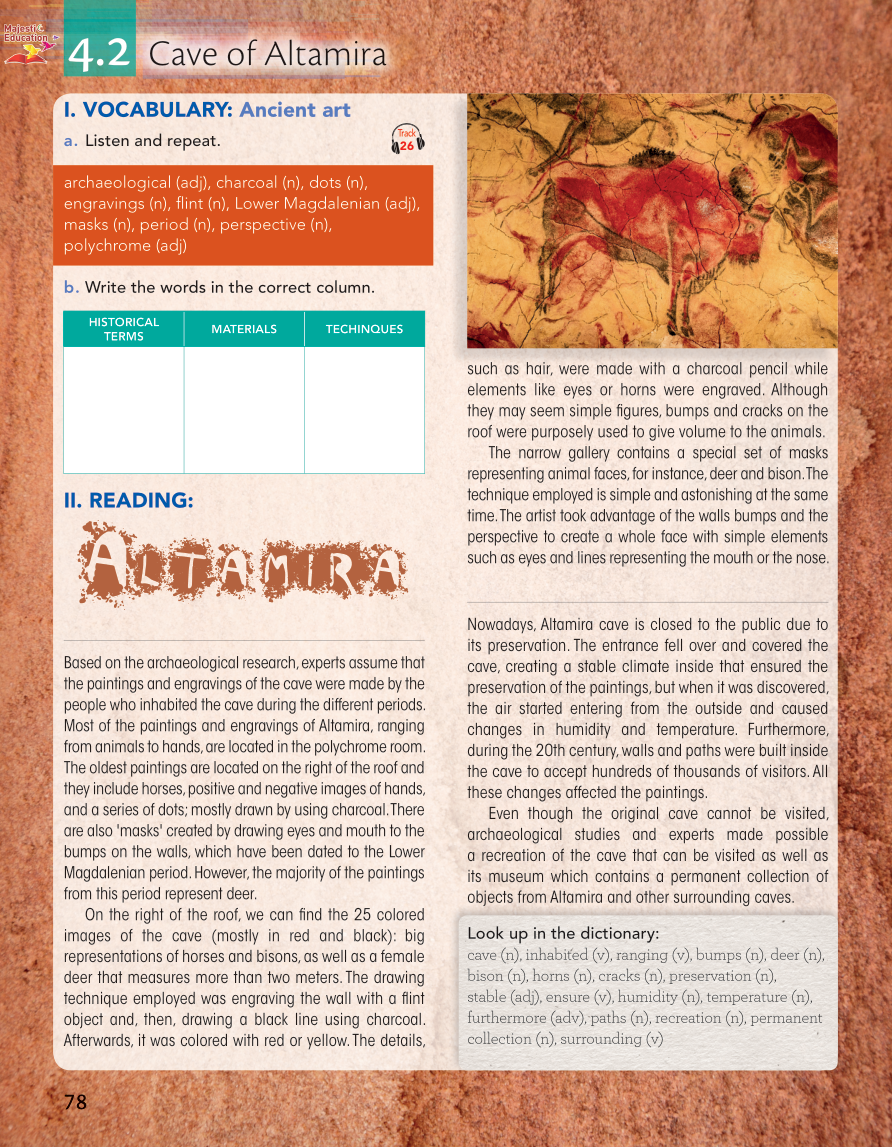 Majestic
Education
4.2 Cave of Altamira
I. VOCABULARY: Ancient art
a. Listen and repeat.
Track
26
archaeological (adj), charcoal (n), dots (n),
engravings (n), flint (n), Lower Magdalenian (adj),
masks (n), period (n), perspective (n),
polychrome (adj)
b. Write the words in the correct column.
HISTORICAL
TERMS
MATERIALS
TECHINQUES
II. READING:
ALTAMIRA
Based on the archaeological research, experts assume that
the paintings and engravings of the cave were made by the
people who inhabited the cave during the different periods.
Most of the paintings and engravings of Altamira, ranging
from animals to hands, are located in the polychrome room.
The oldest paintings are located on the right of the roof and
they include horses, positive and negative images of hands,
and a series of dots; mostly drawn by using charcoal. There
are also 'masks' created by drawing eyes and mouth to the
bumps on the walls, which have been dated to the Lower
Magdalenian period. However, the majority of the paintings
from this period represent deer.
On the right of the roof, we can find the 25 colored
images of the cave (mostly in red and black): big
representations of horses and bisons, as well as a female
deer that measures more than two meters. The drawing
technique employed was engraving the wall with a flint
object and, then, drawing a black line using charcoal.
Afterwards, it was colored with red or yellow. The details,
such as hair, were made with a charcoal pencil while
elements like eyes or horns were engraved. Although
they may seem simple figures, bumps and cracks on the
roof were purposely used to give volume to the animals.
The narrow gallery contains a special set of masks
representing animal faces, for instance, deer and bison. The
technique employed is simple and astonishing at the same
time. The artist took advantage of the walls bumps and the
perspective to create a whole face with simple elements
such as eyes and lines representing the mouth or the nose.
Nowadays, Altamira cave is closed to the public due to
its preservation. The entrance fell over and covered the
cave, creating a stable climate inside that ensured the
preservation of the paintings, but when it was discovered,
the air started entering from the outside and caused
changes in humidity and temperature. Furthermore,
during the 20th century, walls and paths were built inside
the cave to accept hundreds of thousands of visitors. All
these changes affected the paintings.
Even though the original cave cannot be visited,
archaeological studies and experts made possible
a recreation of the cave that can be visited as well as
its museum which contains a permanent collection of
objects from Altamira and other surrounding caves.
Look up in the dictionary:
cave (n), inhabited (v), ranging (v), bumps (n), deer (n),
bison (n), horns (n), cracks (n), preservation (n),
stable (adj), ensure (v), humidity (n), temperature (n),
furthermore (adv), paths (n), recreation (n), permanent
collection (n), surrounding (v)
78